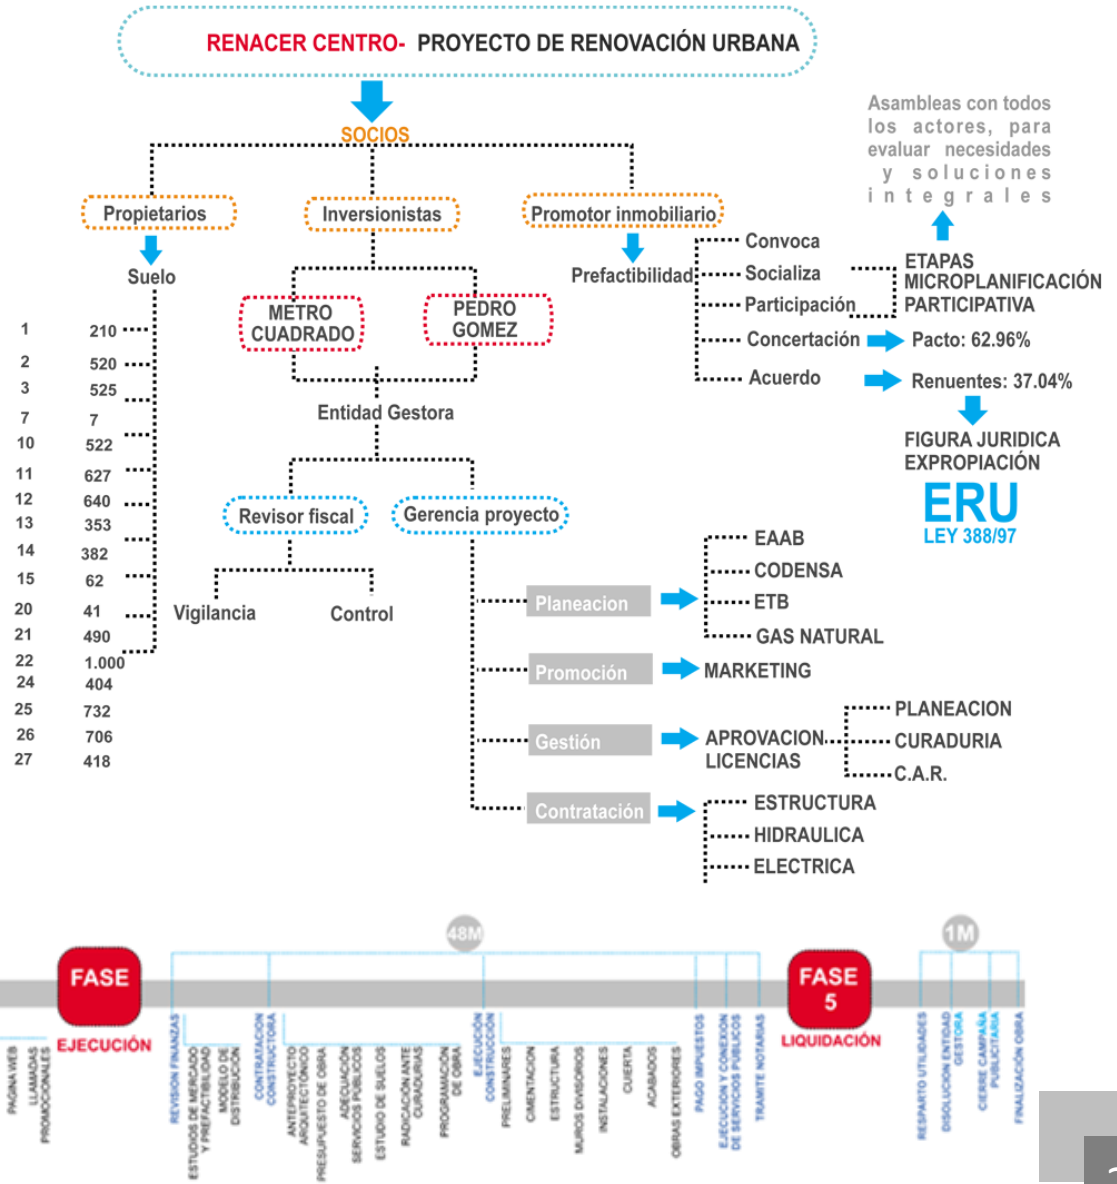 RENACER CENTRO- PROYECTO DE RENOVACIÓN URBANA
SOCIOS
Asambleas con todos
los actores, para
evaluar necesidades
y soluciones
integrales
Propietarios
Inversionistas
Promotor inmobiliario
Suelo
Prefactibilidad
Convoca
Socializa
Participación
Concertación
Acuerdo
ETAPAS
MICROPLANIFICACIÓN
PARTICIPATIVA
Pacto: 62.96%
Renuentes: 37.04%
FIGURA JURIDICA
EXPROPIACIÓN
ERU
LEY 388/97
METRO
CUADRADO
PEDRO
GOMEZ
Entidad Gestora
Revisor fiscal
Gerencia proyecto
Vigilancia
Control
1 210
2 520
3 525
7 7
10 522
11 627
12 640
13 353
14 382
15 62
20 41
21 490
22 1.000
24 404
25 732
26 706
27 418
Planeacion
EAAB
CODENSA
ETB
GAS NATURAL
Promoción
MARKETING
Gestión
APROVACION
LICENCIAS
PLANEACION
CURADURIA
C.A.R.
Contratación
ESTRUCTURA
HIDRAULICA
ELECTRICA
48M
1M
FASE
EJECUCIÓN
FASE
5
LIQUIDACIÓN
PAGINA WEB
LLAMADAS
PROMOCIONALES
REVISION FINANZAS
ESTUDIOS DE MERCADO
Y PREFACTIBILIDAD
MODELO DE
DISTRIBUCIÓN
CONTRATACION
CONSTRUCTORA
ANTEPROYECTO
ARQUITECTÓNICO
PRESUPUESTO DE OBRA
ADECUACIÓN
SERVICIOS PÚBLICOS
ESTUDIO DE SUELOS
RADICACIÓN ANTE
CURADURIAS
PROGRAMACIÓN
DE OBRA
EJECUCIÓN
CONSTRUCCIÓN
PRELIMINARES
CIMENTACION
ESTRUCTURA
MUROS DIVISORIOS
INSTALACIONES
CUIERTA
ACABADOS
OBRAS EXTERIORES
PAGO IMPUESTOS
EJECUCION Y CONEXION
DE SERVICIOS PUBLICOS
TRAMITE NOTARIAS
RESPARTO UTILIDADES
DISOLUCION ENTIDAD
GESTORA
CIERRE CAMPAÑA
PUBLICITARIA
FINALIZACIÓN OBRA